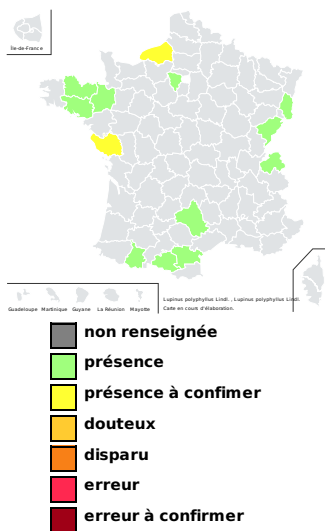 Île-de-France
Guadeloupe Martinique Guyane La Réunion Mayotte
Lupinus polyphyllus Lindl. , Lupinus polyphyllus Lindl.
Carte en cours d'élaboration.
non renseignée
présence
présence à confimer
douteux
disparu
erreur
erreur à confirmer